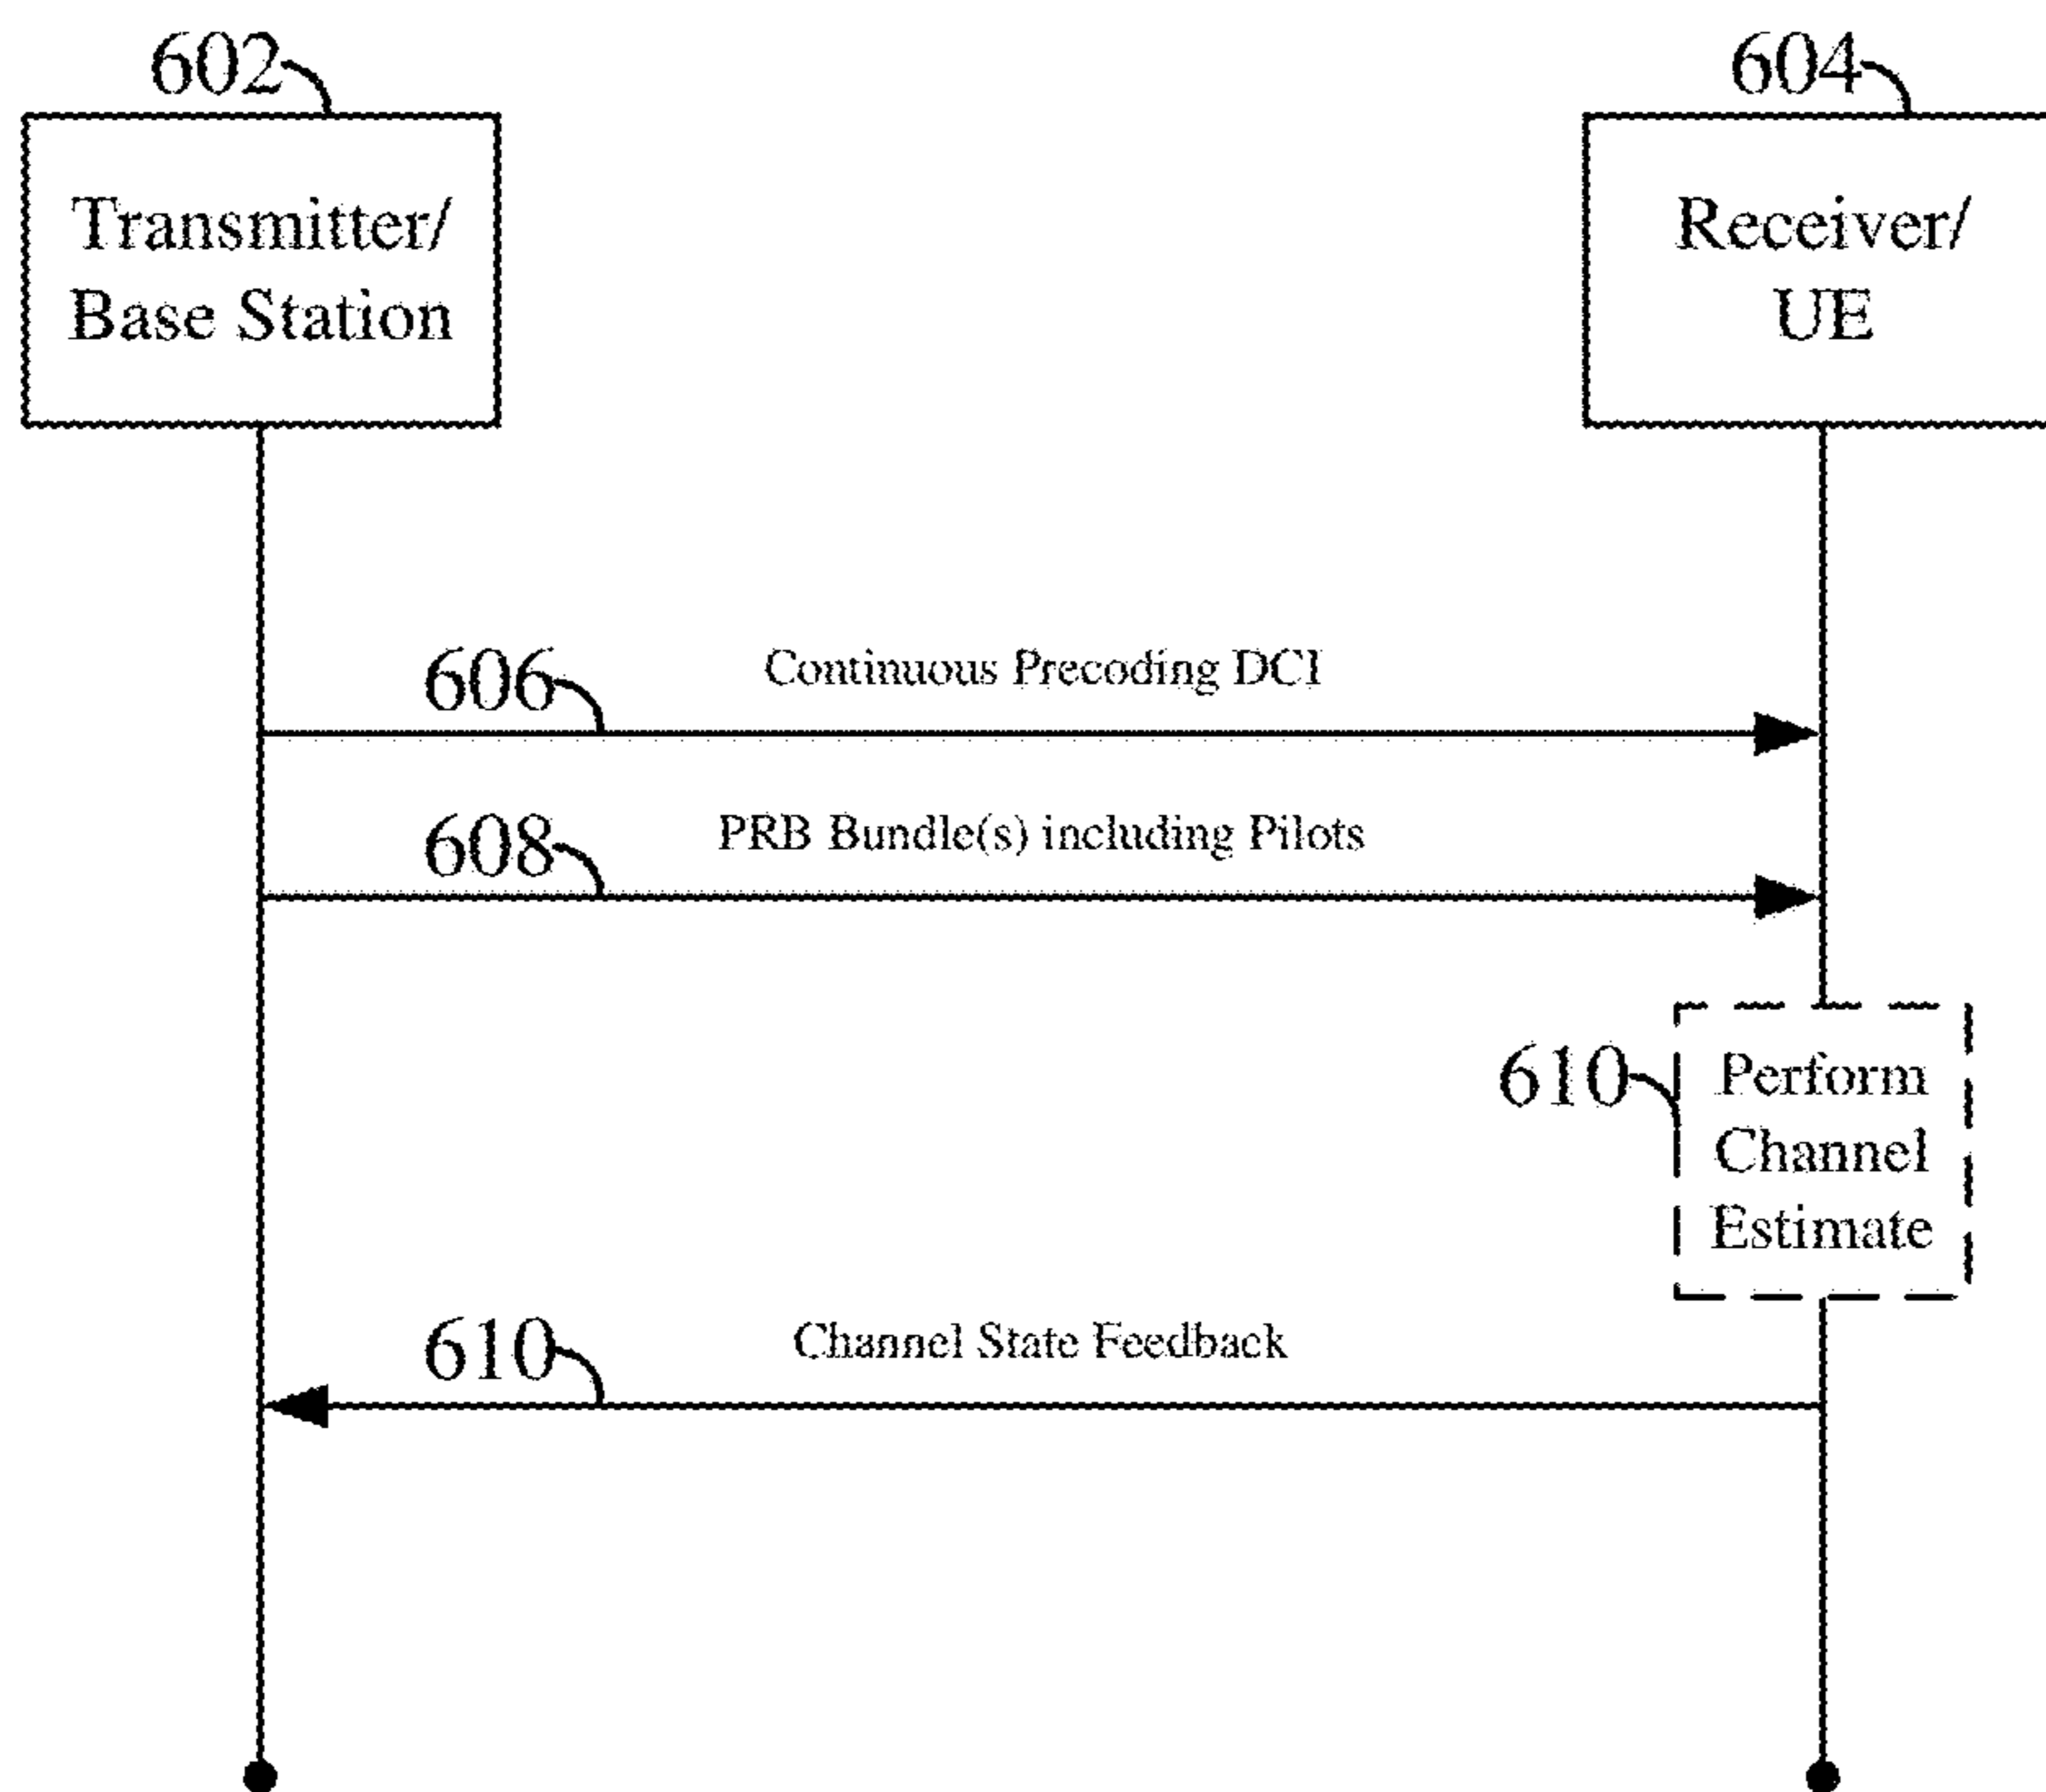 602
604
Transmitter/
Base Station
Receiver/
UE
606
Continuous Precoding DCI
608
PRB Bundle(s) including Pilots
610
Perform
Channel
Estimate
610
Channel State Feedback